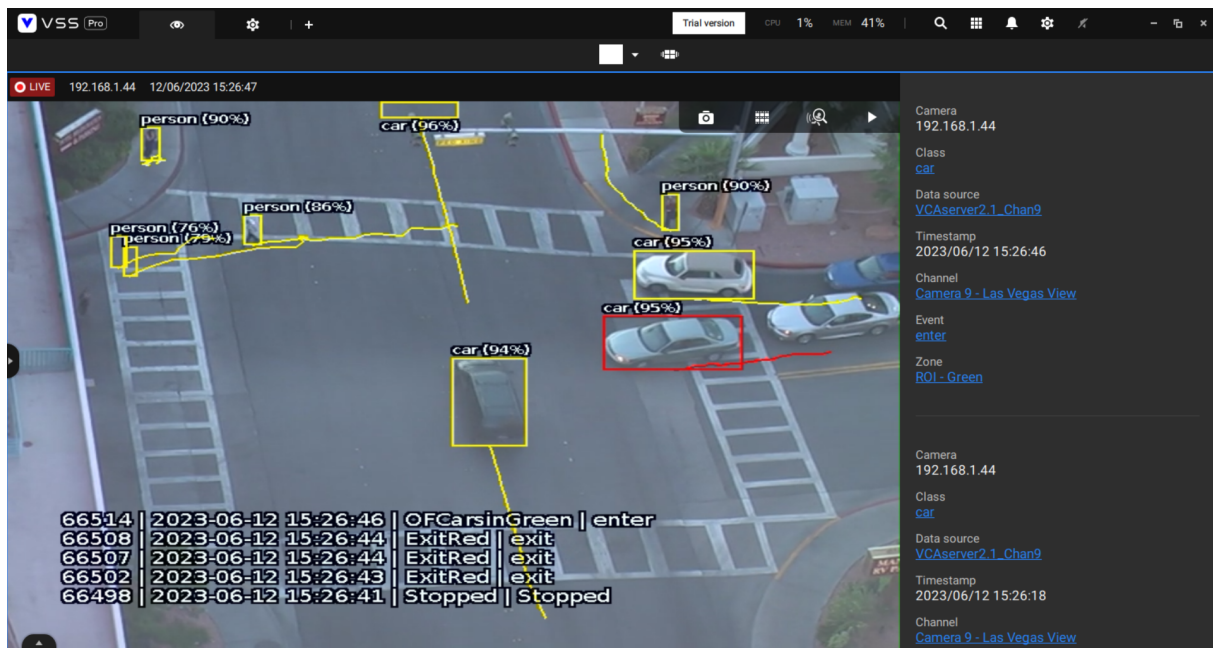 VSS Pro
Trial version
CPU 1% MEM 41%
LIVE 192.168.1.44 12/06/2023 15:26:47
person (90%)
car (96%)
person (90%)
person (86%)
person (76%)
person (79%)
car (95%)
car (95%)
car (94%)
66514 | 2023-06-12 15:26:46 | OFCarsinGreen | enter
66508 | 2023-06-12 15:26:44 | ExitRed | exit
66507 | 2023-06-12 15:26:44 | ExitRed | exit
66502 | 2023-06-12 15:26:43 | ExitRed | exit
66498 | 2023-06-12 15:26:41 | Stopped | Stopped
Camera
192.168.1.44
Class
car
Data source
VCAserver2.1_Chan9
Timestamp
2023/06/12 15:26:46
Channel
Camera 9 - Las Vegas View
Event
enter
Zone
ROI - Green
Camera
192.168.1.44
Class
car
Data source
VCAserver2.1_Chan9
Timestamp
2023/06/12 15:26:18
Channel
Camera 9 - Las Vegas View